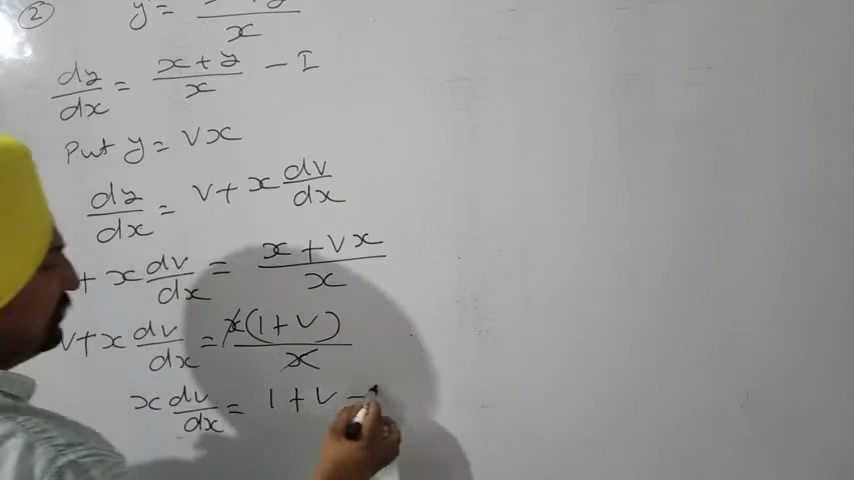 ② y' = x + y / x
dy/dx = x + y / x - I
Put y = vx
dy/dx = v + x dv/dx
+ x dv/dx = x + vx / x
v + x dv/dx = x(1 + v) / x
x dv/dx = 1 + v -